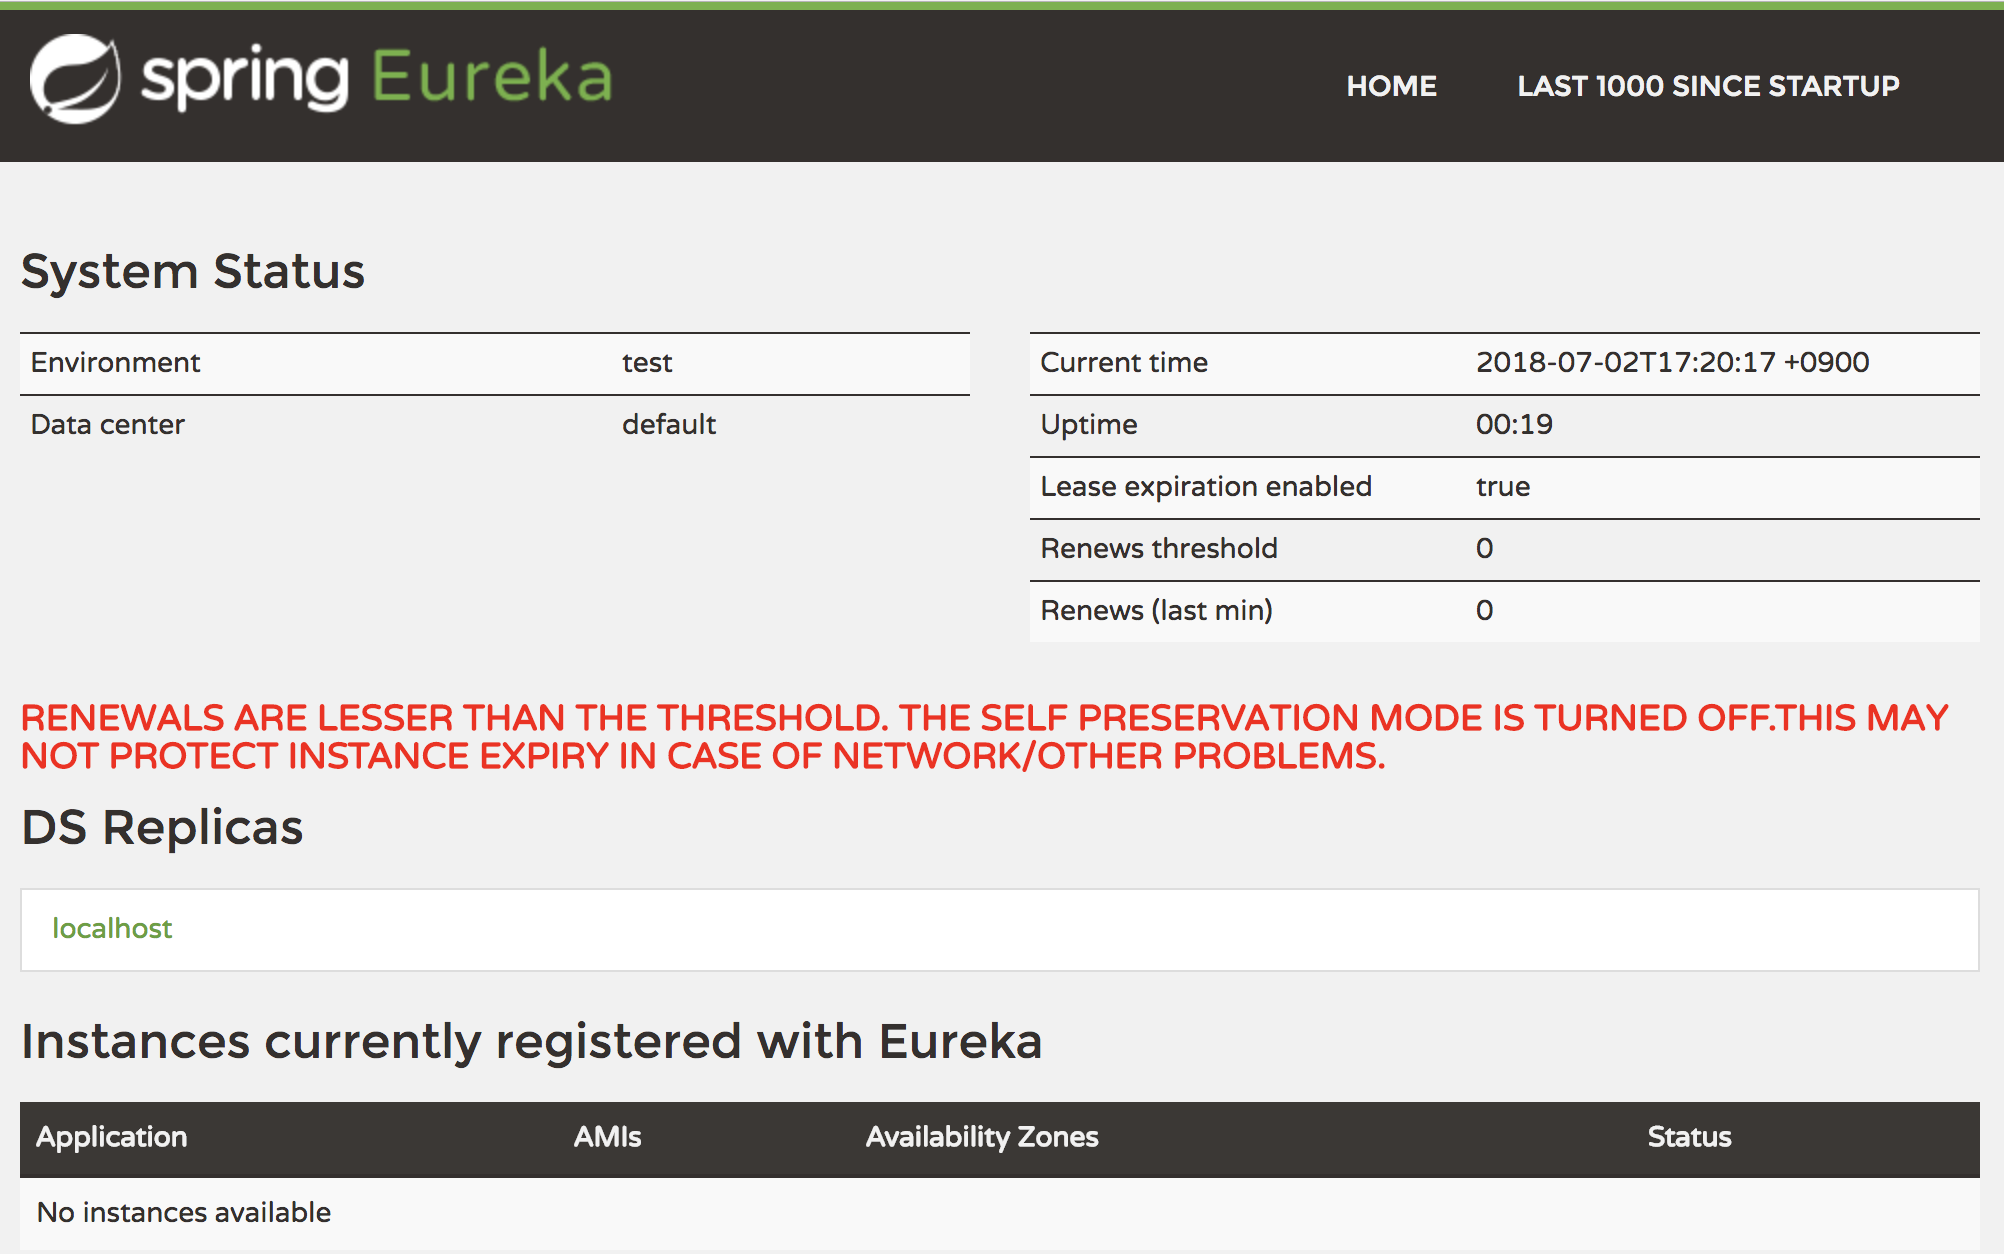 spring Eureka
HOME LAST 1000 SINCE STARTUP
System Status
Environment test
Data center default
Current time 2018-07-02T17:20:17 +0900
Uptime 00:19
Lease expiration enabled true
Renews threshold 0
Renews (last min) 0
RENEWALS ARE LESSER THAN THE THRESHOLD. THE SELF PRESERVATION MODE IS TURNED OFF.THIS MAY
NOT PROTECT INSTANCE EXPIRY IN CASE OF NETWORK/OTHER PROBLEMS.
DS Replicas
localhost
Instances currently registered with Eureka
Application AMIs Availability Zones Status
No instances available